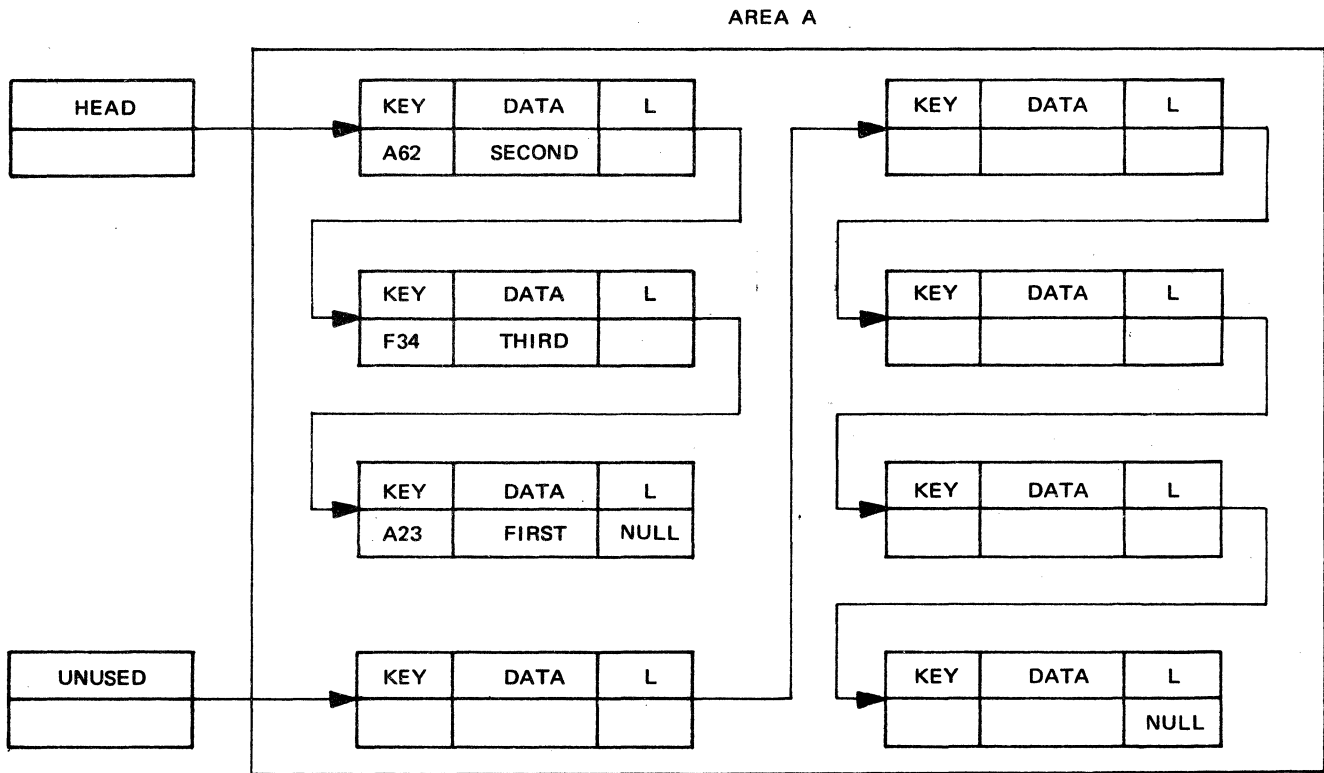 AREA A
HEAD
KEY DATA L
A62 SECOND
KEY DATA L
F34 THIRD
KEY DATA L
A23 FIRST NULL
UNUSED
KEY DATA L
KEY DATA L
KEY DATA L
KEY DATA L
KEY DATA L
NULL